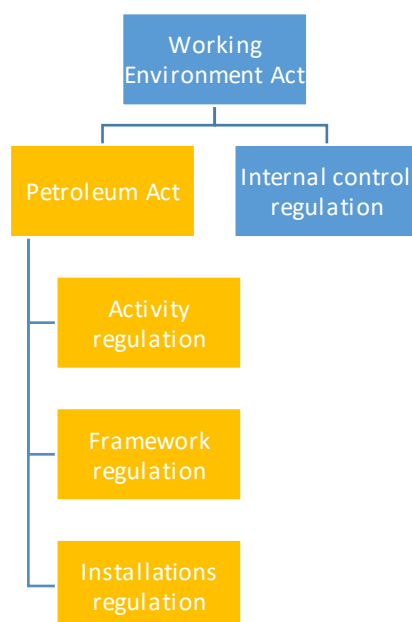 Working
Environment Act
Petroleum Act
Internal control
regulation
Activity
regulation
Framework
regulation
Installations
regulation